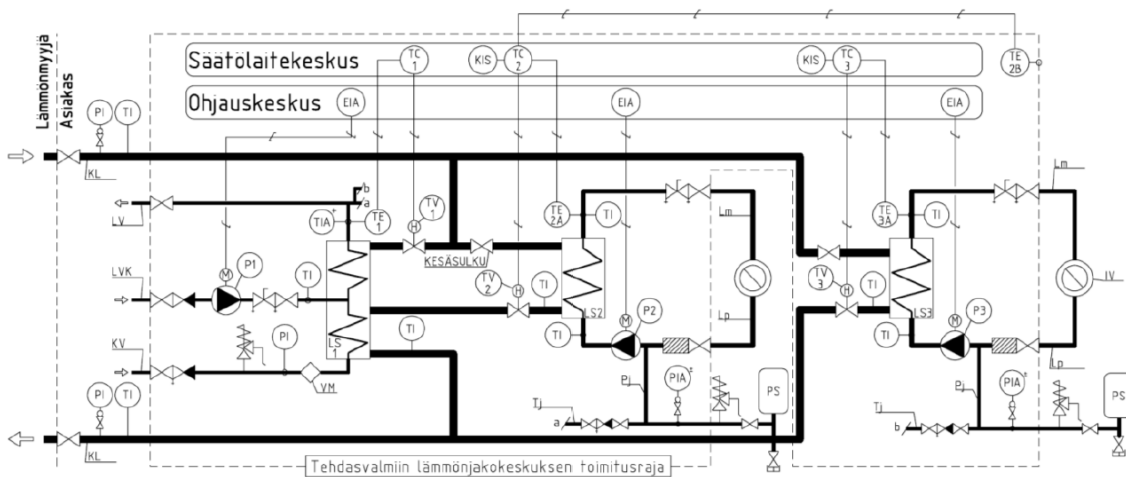 Lämmönmyyjä
Asiakas
Säätölaitekeskus
TC 1
KIS
TC 2
KIS
TC 3
TE 2B
Ohjauskeskus
EIA
EIA
EIA
PI
TI
KL
b
a
LV
TIA+
TE 1
TV 1
H
TE 2A
TI
Lm
TE 3A
TI
Lm
KESÄSULKU
LVK
M
P1
TI
TV 2
H
TI
LS2
TV 3
H
TI
LS3
IV
LS 1
TI
TI
M
P2
Lp
TI
M
P3
Lp
KV
PI
VM
PI
TI
KL
Pj
PIA±
PS
Tj
a
Pj
PIA±
PS
Tj
b
Tehdasvalmiin lämmönjakokeskuksen toimitusraja